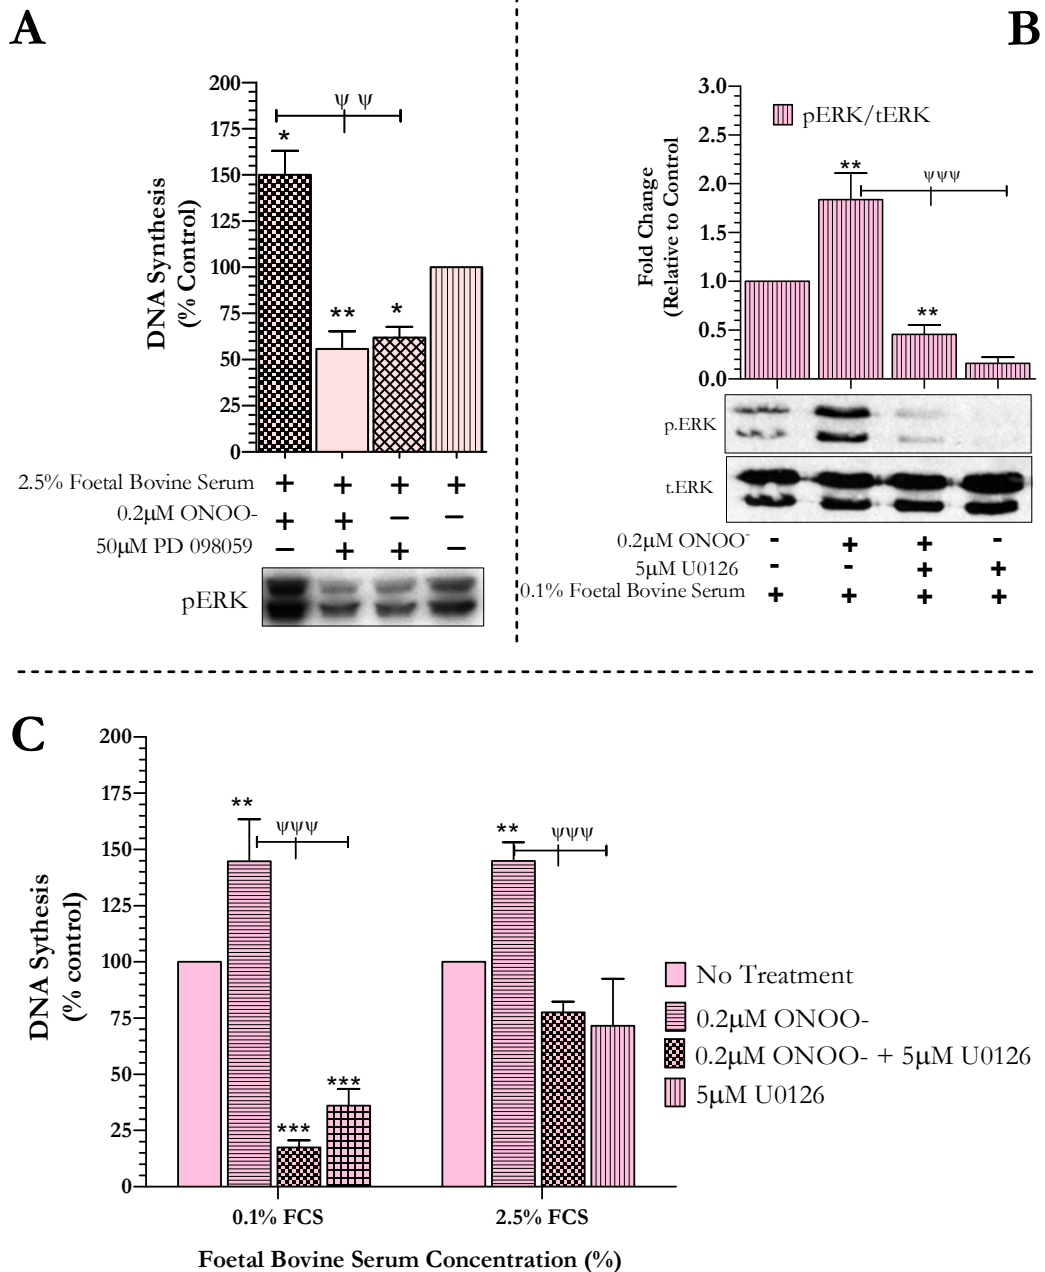 A
200
175
150
125
100
75
50
25
0
DNA Synthesis
(% Control)
ψ ψ
*
**
*
2.5% Foetal Bovine Serum + + + +
0.2μM ONOO- + + − −
50μM PD 098059 − + + −
pERK
B
3.0
2.5
2.0
1.5
1.0
0.5
0.0
Fold Change
(Relative to Control
pERK/tERK
**
ψψψ
**
p.ERK
t.ERK
0.2μM ONOO- - + + -
5μM U0126 - - + +
0.1% Foetal Bovine Serum + + + +
C
200
175
150
125
100
75
50
25
0
DNA Sythesis
(% control)
**
ψψψ
***
***
**
ψψψ
No Treatment
0.2μM ONOO-
0.2μM ONOO- + 5μM U0126
5μM U0126
0.1% FCS 2.5% FCS
Foetal Bovine Serum Concentration (%)